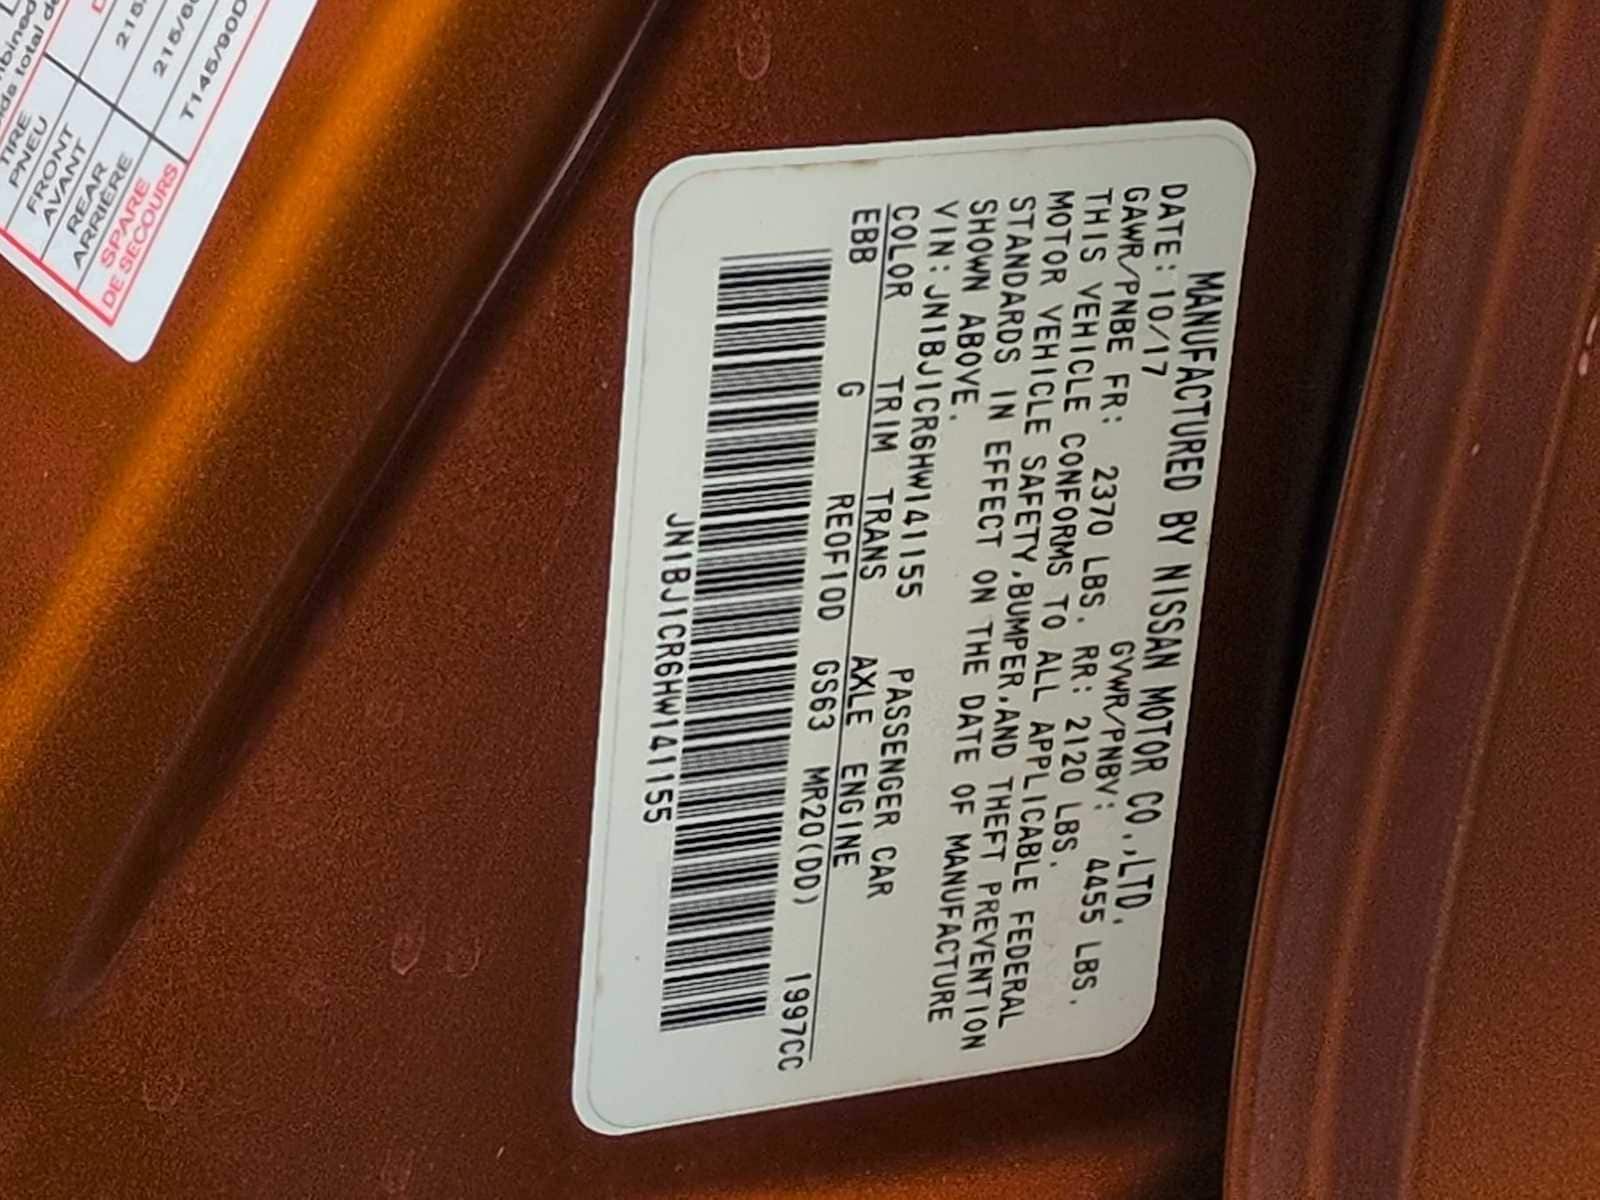 TIRE
PNEU
FRONT
AVANT
REAR
ARRIÈRE
SPARE
DE SECOURS
T145/90D
MANUFACTURED BY NISSAN MOTOR CO.,LTD.
DATE:10/17 GVWR/PNBV: 4455 LBS.
GAWR/PNBE FR: 2370 LBS. RR: 2120 LBS.
THIS VEHICLE CONFORMS TO ALL APPLICABLE FEDERAL
MOTOR VEHICLE SAFETY,BUMPER,AND THEFT PREVENTION
STANDARDS IN EFFECT ON THE DATE OF MANUFACTURE
SHOWN ABOVE.
VIN:JN1BJ1CR6HW141155 PASSENGER CAR
COLOR TRIM TRANS AXLE ENGINE
EBB G RE0F10D GS63 MR20(DD) 1997CC
JN1BJ1CR6HW141155